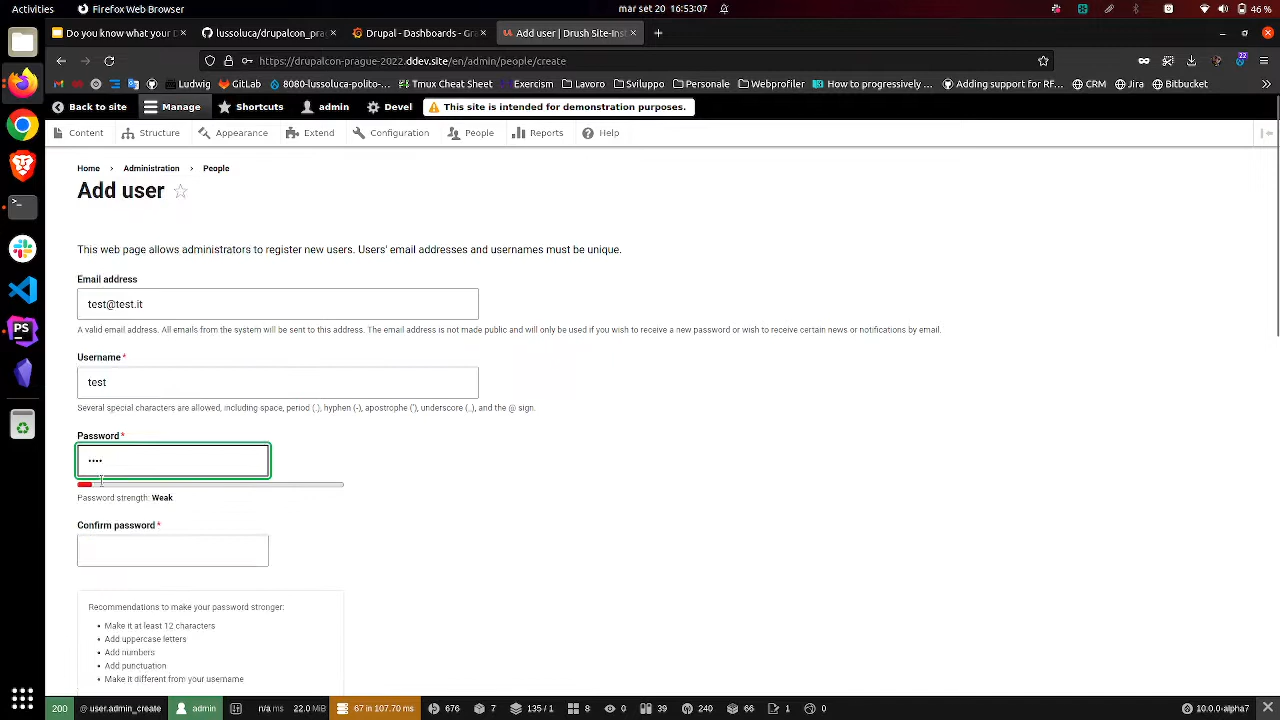 Activities
Firefox Web Browser
mar set 20 16:53:07
46 %
Do you know what your D
lussoluca/drupalcon_prag
Drupal - Dashboards - Gra
Add user | Drush Site-Inst
https://drupalcon-prague-2022.ddev.site/en/admin/people/create
22
Ludwig
8080-lussoluca-polito-...
Tmux Cheat Sheet
Exercism
Lavoro
Sviluppo
Personale
Webprofiler
How to progressively ...
GitLab
Adding support for RF...
CRM
Jira
Bitbucket
Back to site
Manage
Shortcuts
admin
Devel
This site is intended for demonstration purposes.
Content
Structure
Appearance
Extend
Configuration
People
Reports
Help
Home › Administration › People
Add user
This web page allows administrators to register new users. Users' email addresses and usernames must be unique.
Email address
test@test.it
A valid email address. All emails from the system will be sent to this address. The email address is not made public and will only be used if you wish to receive a new password or wish to receive certain news or notifications by email.
Username*
test
Several special characters are allowed, including space, period (.), hyphen (-), apostrophe ('), underscore (_), and the @ sign.
Password*
••••
Password strength: Weak
Confirm password*
Recommendations to make your password stronger:
• Make it at least 12 characters
• Add uppercase letters
• Add numbers
• Add punctuation
• Make it different from your username
PS
200
@ user.admin_create
admin
n/a ms
22.0 MiB
67 in 107.70 ms
676
7
135 / 1
8
0
39
240
96
1
0
10.0.0-alpha7